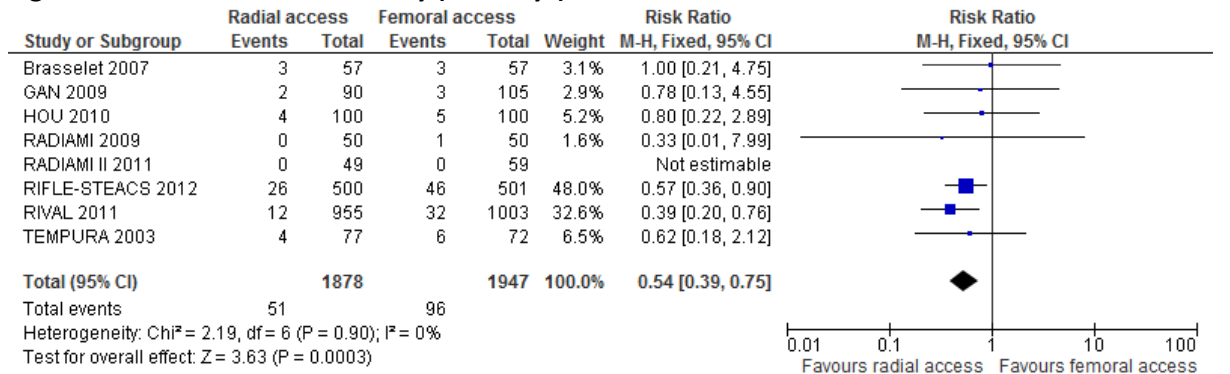 Radial access Femoral access Risk Ratio Risk Ratio
Study or Subgroup Events Total Events Total Weight M-H, Fixed, 95% CI M-H, Fixed, 95% CI
Brasselet 2007 3 57 3 57 3.1% 1.00 [0.21, 4.75]
GAN 2009 2 90 3 105 2.9% 0.78 [0.13, 4.55]
HOU 2010 4 100 5 100 5.2% 0.80 [0.22, 2.89]
RADIAMI 2009 0 50 1 50 1.6% 0.33 [0.01, 7.99]
RADIAMI II 2011 0 49 0 59 Not estimable
RIFLE-STEACS 2012 26 500 46 501 48.0% 0.57 [0.36, 0.90]
RIVAL 2011 12 955 32 1003 32.6% 0.39 [0.20, 0.76]
TEMPURA 2003 4 77 6 72 6.5% 0.62 [0.18, 2.12]
Total (95% CI) 1878 1947 100.0% 0.54 [0.39, 0.75]
Total events 51 96
Heterogeneity: Chi² = 2.19, df = 6 (P = 0.90); I² = 0%
Test for overall effect: Z = 3.63 (P = 0.0003)
0.01 0.1 1 10 100
Favours radial access Favours femoral access